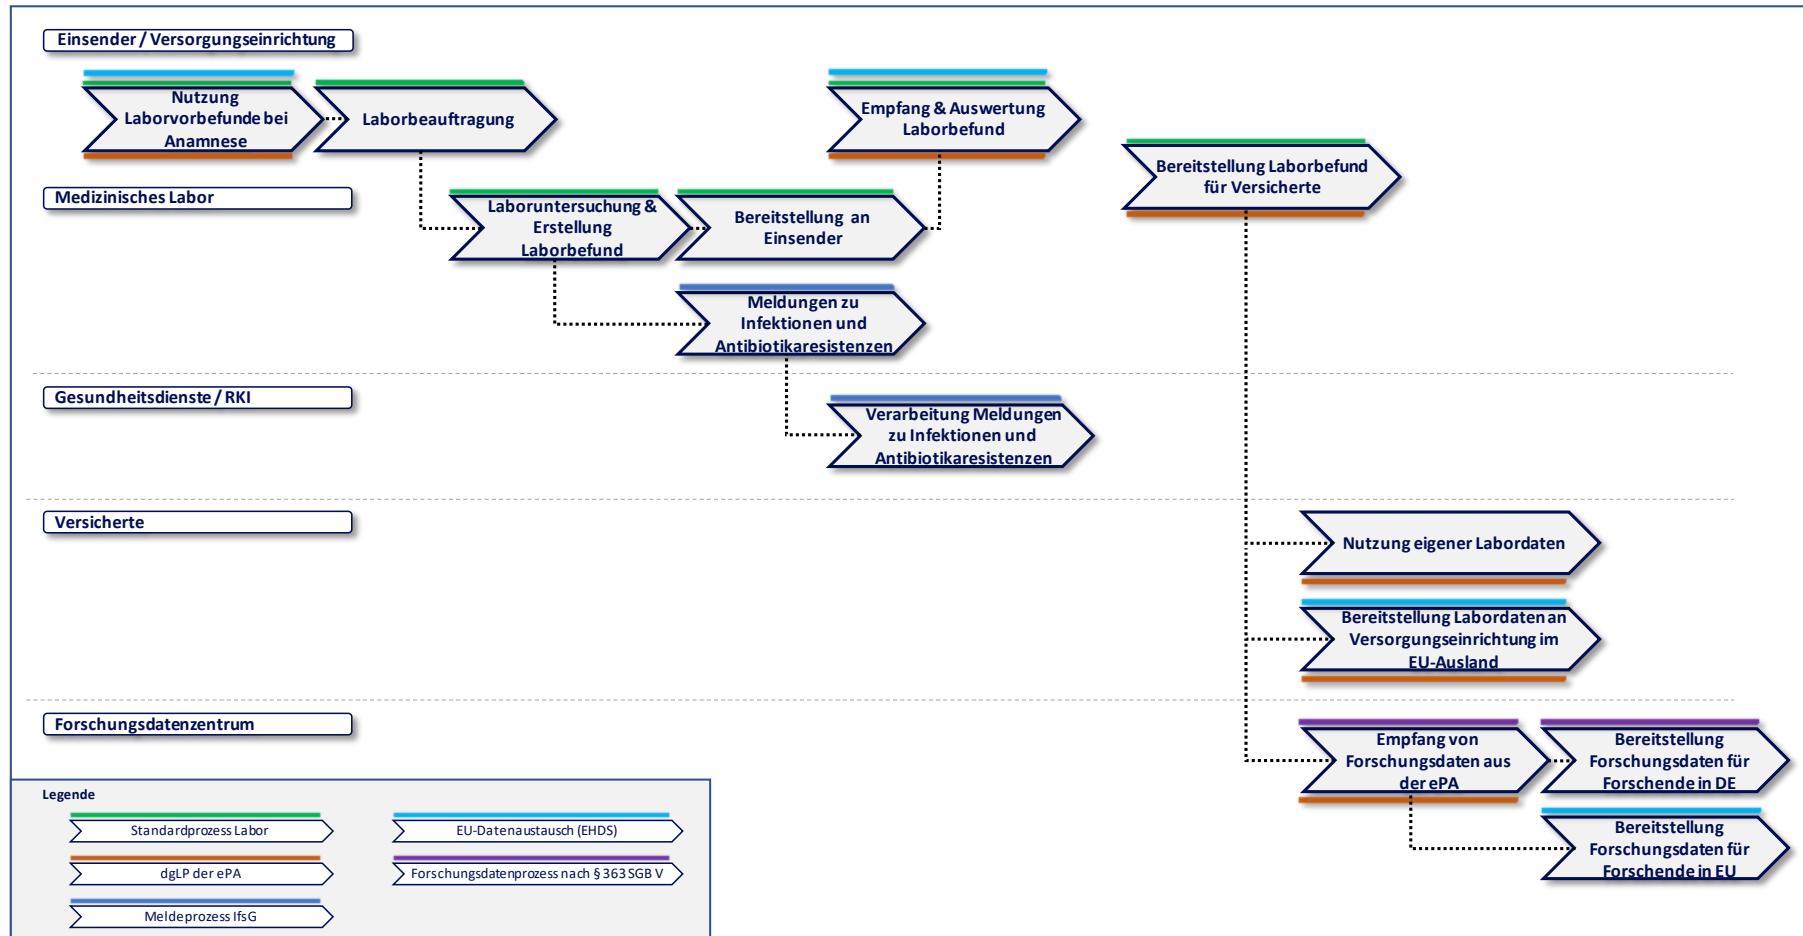 Einsender / Versorgungseinrichtung
Nutzung
Laborvorbefunde bei
Anamnese
Laborbeauftragung
Empfang & Auswertung
Laborbefund
Bereitstellung Laborbefund
für Versicherte
Medizinisches Labor
Laboruntersuchung &
Erstellung
Laborbefund
Bereitstellung an
Einsender
Meldungen zu
Infektionen und
Antibiotikaresistenzen
Gesundheitsdienste / RKI
Verarbeitung Meldungen
zu Infektionen und
Antibiotikaresistenzen
Versicherte
Nutzung eigener Labordaten
Bereitstellung Labordaten an
Versorgungseinrichtung im
EU-Ausland
Forschungsdatenzentrum
Empfang von
Forschungsdaten aus
der ePA
Bereitstellung
Forschungsdaten für
Forschende in DE
Bereitstellung
Forschungsdaten für
Forschende in EU
Legende
Standardprozess Labor
EU-Datenaustausch (EHDS)
dgLP der ePA
Forschungsdatenprozess nach § 363 SGB V
Meldeprozess IfsG